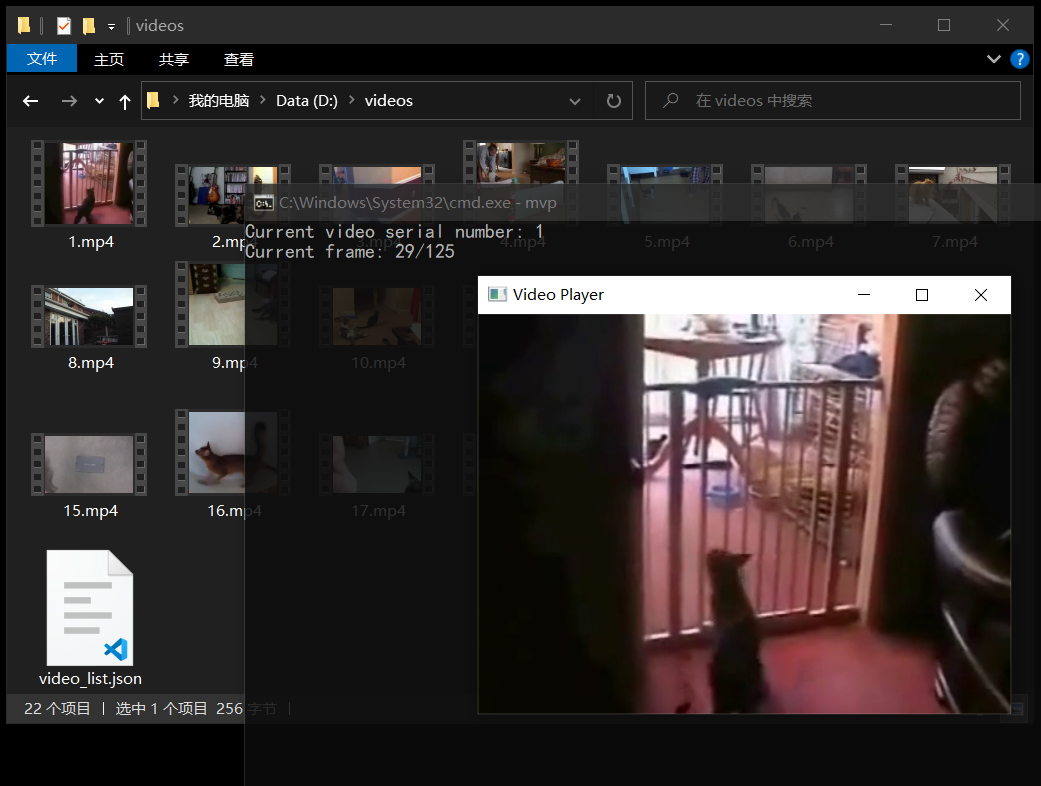 videos
文件 主页 共享 查看
我的电脑 Data (D:) videos
在 videos 中搜索
1.mp4
2.mp4
3.mp4
4.mp4
5.mp4
6.mp4
7.mp4
C:\Windows\System32\cmd.exe - mvp
Current video serial number: 1
Current frame: 29/125
Video Player
8.mp4
9.mp4
10.mp4
15.mp4
16.mp4
17.mp4
video_list.json
22 个项目 选中 1 个项目 256 字节